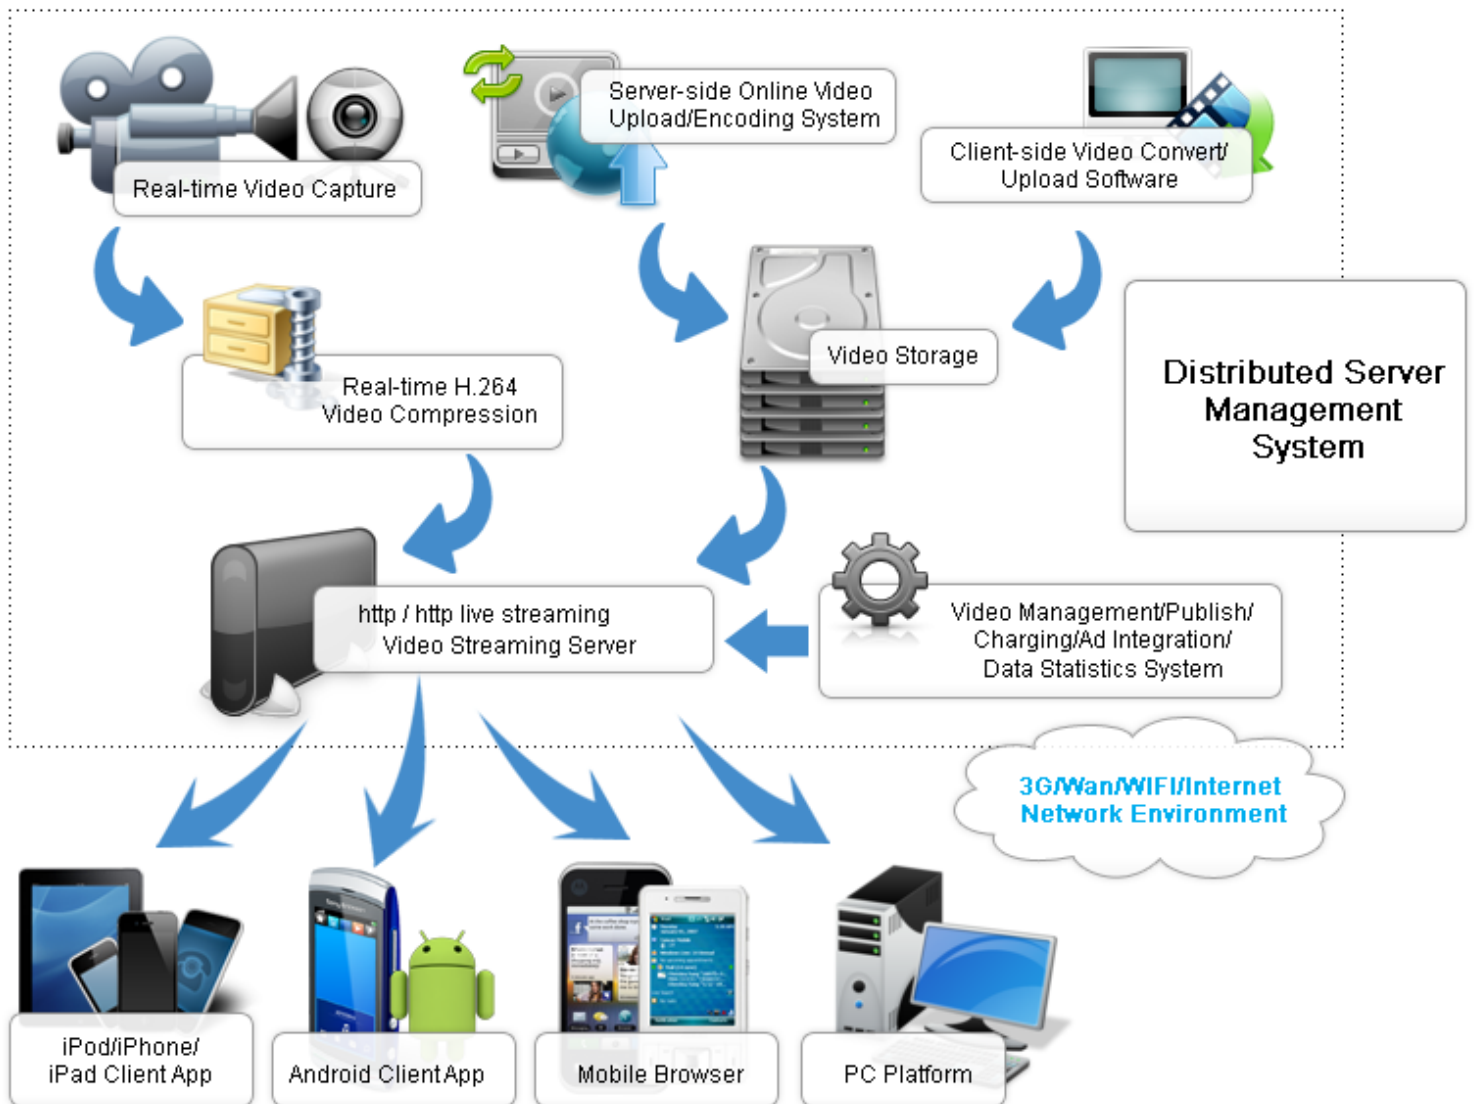 Server-side Online Video
Upload/Encoding System
Client-side Video Convert/
Upload Software
Real-time Video Capture
Video Storage
Real-time H.264
Video Compression
Distributed Server
Management
System
http / http live streaming
Video Streaming Server
Video Management/Publish/
Charging/Ad Integration/
Data Statistics System
3G/Wan/WIFI/Internet
Network Environment
iPod/iPhone/
iPad Client App
Android Client App
Mobile Browser
PC Platform